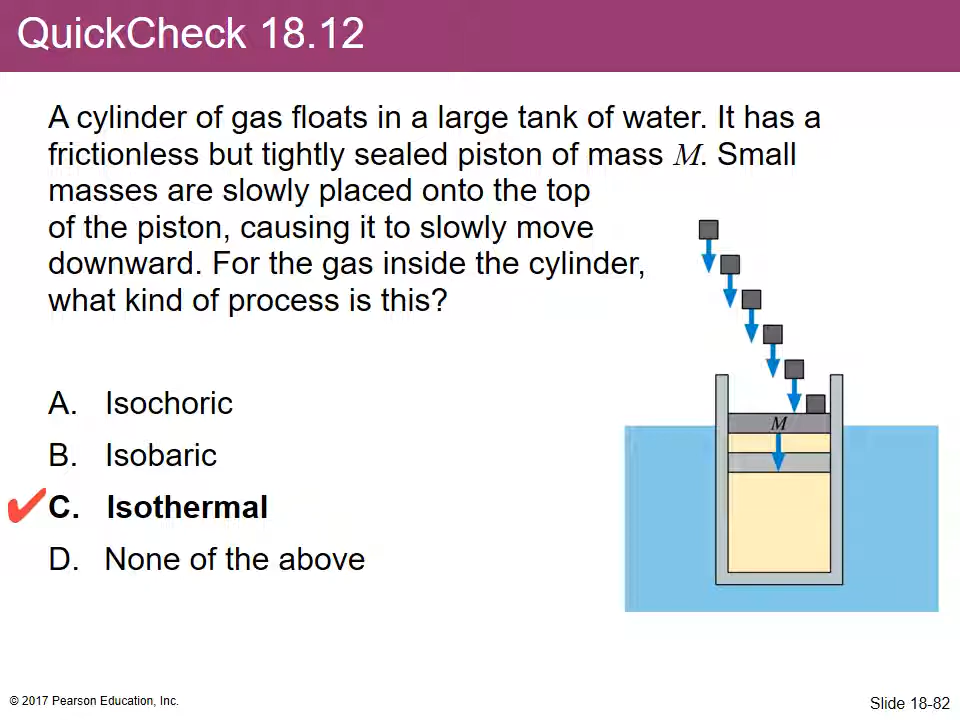 QuickCheck 18.12
A cylinder of gas floats in a large tank of water. It has a
frictionless but tightly sealed piston of mass M. Small
masses are slowly placed onto the top
of the piston, causing it to slowly move
downward. For the gas inside the cylinder,
what kind of process is this?
A. Isochoric
B. Isobaric
C. Isothermal
D. None of the above
M
© 2017 Pearson Education, Inc.
Slide 18-82